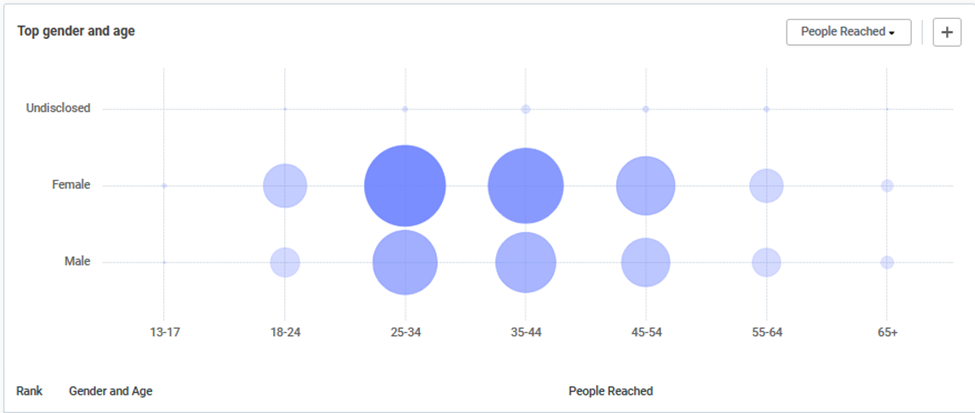 Top gender and age
People Reached
+
Undisclosed
Female
Male
13-17 18-24 25-34 35-44 45-54 55-64 65+
Rank Gender and Age People Reached